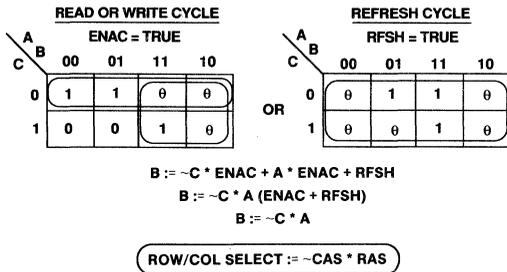 READ OR WRITE CYCLE
ENAC = TRUE
A
B
C
00 01 11 10
0 1 1 θ θ
1 0 0 1 θ
OR
REFRESH CYCLE
RFSH = TRUE
A
B
C
00 01 11 10
0 θ 1 1 θ
1 θ θ 1 θ
B := ~C * ENAC + A * ENAC + RFSH
B := ~C * A (ENAC + RFSH)
B := ~C * A
ROW/COL SELECT := ~CAS * RAS